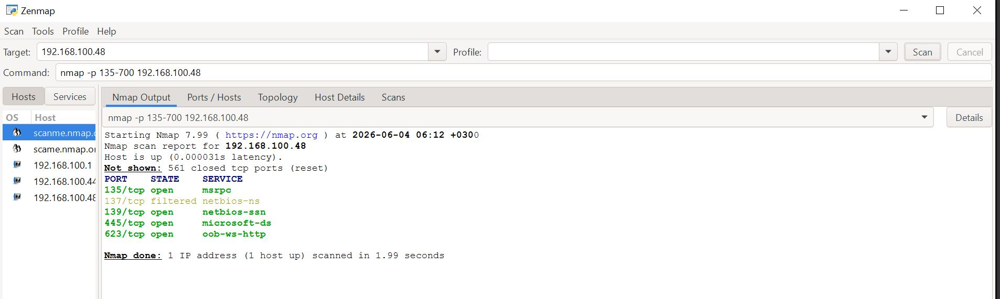 Zenmap
Scan Tools Profile Help
Target: 192.168.100.48 Profile: Scan Cancel
Command: nmap -p 135-700 192.168.100.48
Hosts Services Nmap Output Ports / Hosts Topology Host Details Scans
OS Host
nmap -p 135-700 192.168.100.48 Details
scanme.nmap.
scame.nmap.or
192.168.100.1
192.168.100.44
192.168.100.48
Starting Nmap 7.99 ( https://nmap.org ) at 2026-06-04 06:12 +0300
Nmap scan report for 192.168.100.48
Host is up (0.000031s latency).
Not shown: 561 closed tcp ports (reset)
PORT STATE SERVICE
135/tcp open msrpc
137/tcp filtered netbios-ns
139/tcp open netbios-ssn
445/tcp open microsoft-ds
623/tcp open oob-ws-http
Nmap done: 1 IP address (1 host up) scanned in 1.99 seconds